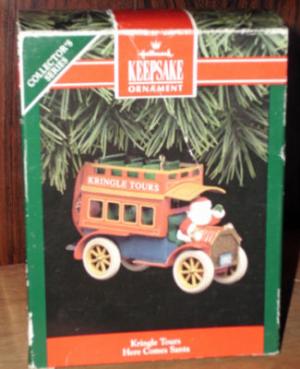 Hallmark
KEEPSAKE
ORNAMENT
COLLECTOR'S
SERIES
KRINGLE TOURS
Kringle Tours
Here Comes Santa